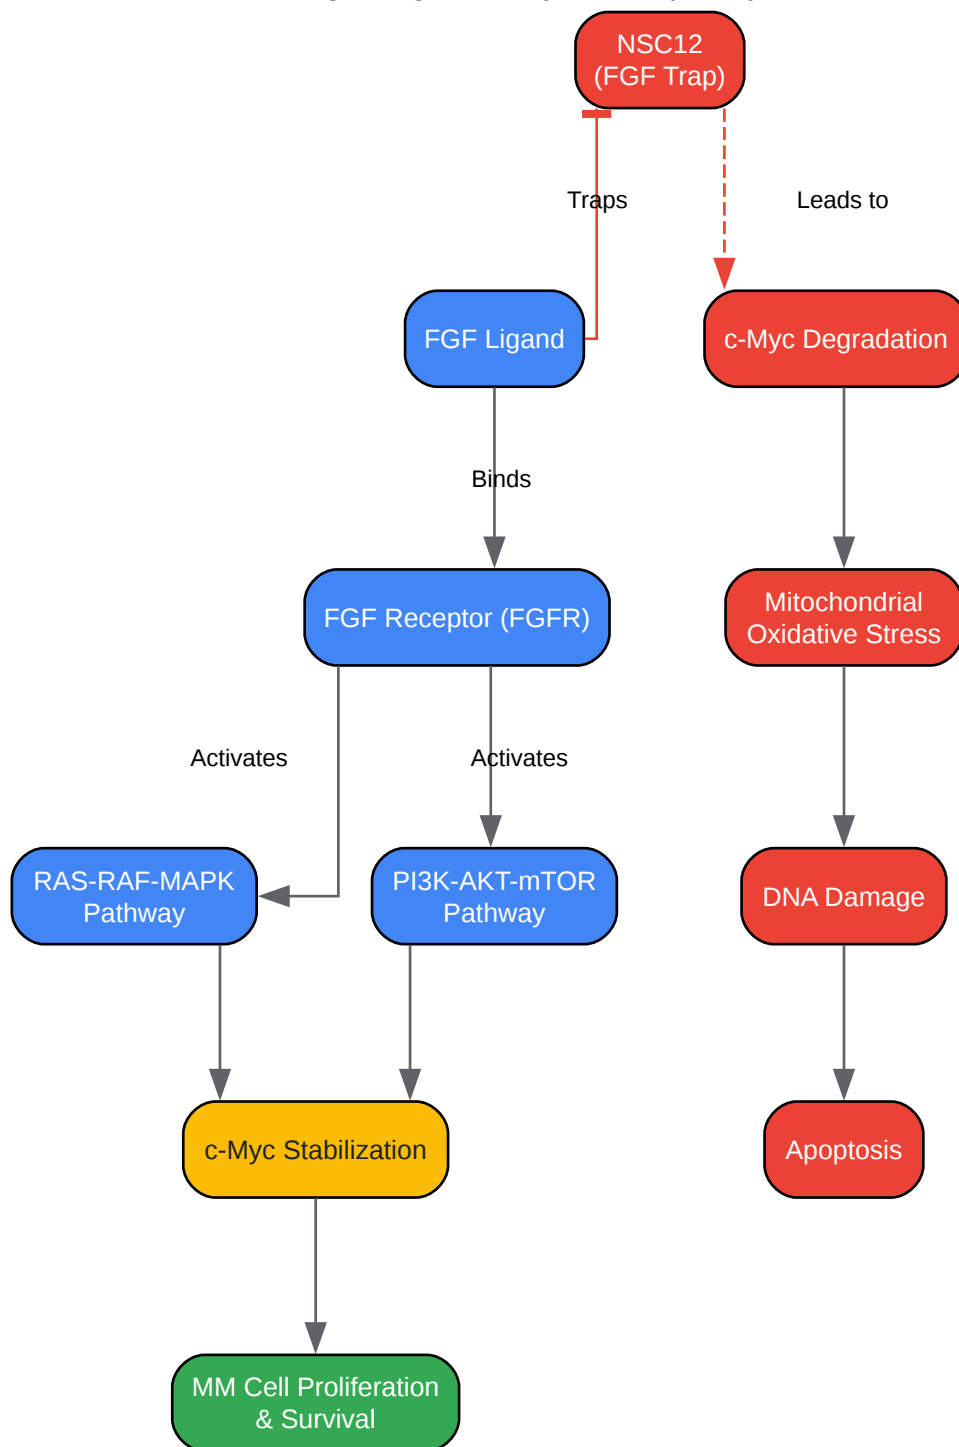 NSC12
(FGF Trap)
Traps
Leads to
FGF Ligand
c-Myc Degradation
Binds
FGF Receptor (FGFR)
Mitochondrial
Oxidative Stress
Activates
Activates
RAS-RAF-MAPK
Pathway
PI3K-AKT-mTOR
Pathway
DNA Damage
c-Myc Stabilization
Apoptosis
MM Cell Proliferation
& Survival